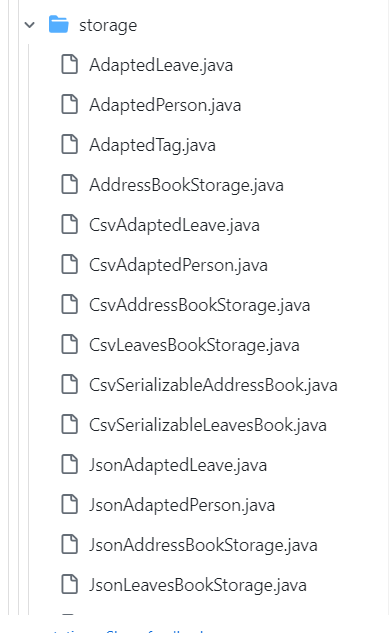 storage
AdaptedLeave.java
AdaptedPerson.java
AdaptedTag.java
AddressBookStorage.java
CsvAdaptedLeave.java
CsvAdaptedPerson.java
CsvAddressBookStorage.java
CsvLeavesBookStorage.java
CsvSerializableAddressBook.java
CsvSerializableLeavesBook.java
JsonAdaptedLeave.java
JsonAdaptedPerson.java
JsonAddressBookStorage.java
JsonLeavesBookStorage.java